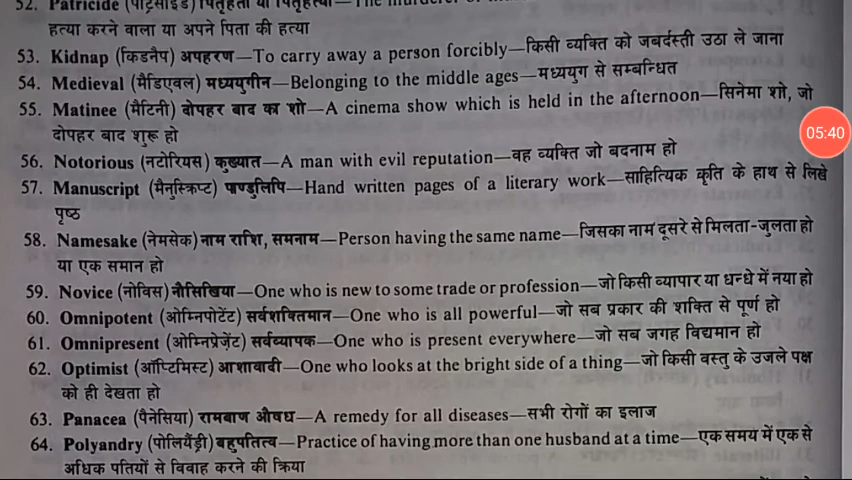 52. Patricide (पैट्रिसाइड) पितृहंता या पितृहत्या—The murderer or mu
हत्या करने वाला या अपने पिता की हत्या
53. Kidnap (किडनैप) अपहरण—To carry away a person forcibly—किसी व्यक्ति को जबर्दस्ती उठा ले जाना
54. Medieval (मैडिएवल) मध्ययुगीन—Belonging to the middle ages—मध्ययुग से सम्बन्धित
55. Matinee (मैटिनी) दोपहर बाद का शो—A cinema show which is held in the afternoon—सिनेमा शो, जो
दोपहर बाद शुरू हो
05:40
56. Notorious (नटोरियस) कुख्यात—A man with evil reputation—वह व्यक्ति जो बदनाम हो
57. Manuscript (मैनुस्क्रिप्ट) पाण्डुलिपि—Hand written pages of a literary work—साहित्यिक कृति के हाथ से लिखे
पृष्ठ
58. Namesake (नेमसेक) नाम राशि, समनाम—Person having the same name—जिसका नाम दूसरे से मिलता-जुलता हो
या एक समान हो
59. Novice (नोविस) नौसिखिया—One who is new to some trade or profession—जो किसी व्यापार या धन्धे में नया हो
60. Omnipotent (ओम्निपोटेंट) सर्वशक्तिमान—One who is all powerful—जो सब प्रकार की शक्ति से पूर्ण हो
61. Omnipresent (ओम्निप्रेज़ेंट) सर्वव्यापक—One who is present everywhere—जो सब जगह विद्यमान हो
62. Optimist (ऑप्टिमिस्ट) आशावादी—One who looks at the bright side of a thing—जो किसी वस्तु के उजले पक्ष
को ही देखता हो
63. Panacea (पैनेसिया) रामबाण औषध—A remedy for all diseases—सभी रोगों का इलाज
64. Polyandry (पोलियैंड्री) बहुपतित्व—Practice of having more than one husband at a time—एक समय में एक से
अधिक पतियों से विवाह करने की क्रिया